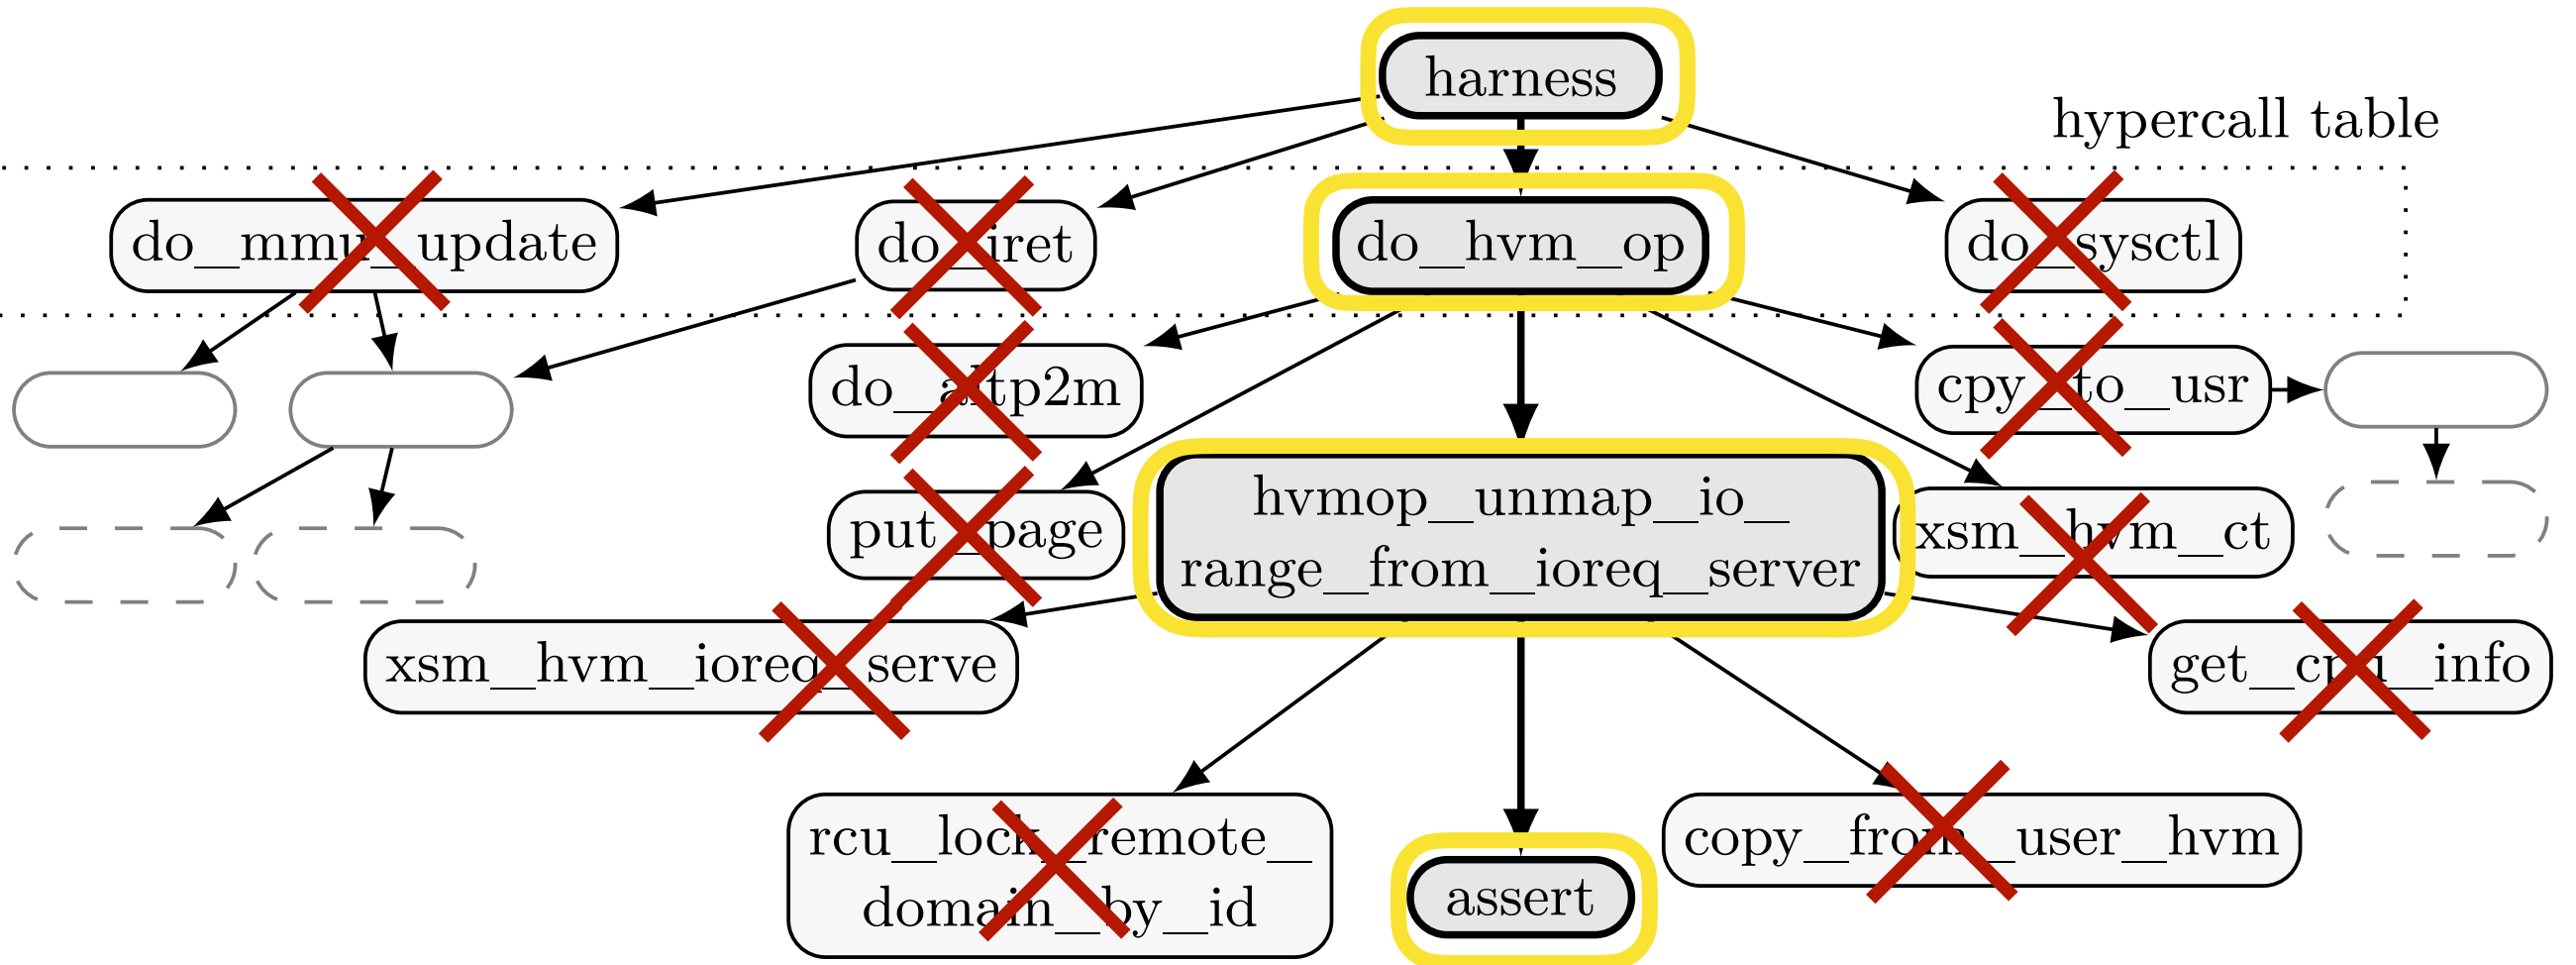 harness
hypercall table
do_mmu_update
do_iret
do_hvm_op
do_sysctl
do_altp2m
cpy_to_usr
put_page
hvmop_unmap_io_
range_from_ioreq_server
xsm_hvm_ct
xsm_hvm_ioreq_serve
get_cpu_info
rcu_lock_remote_
domain_by_id
assert
copy_from_user_hvm